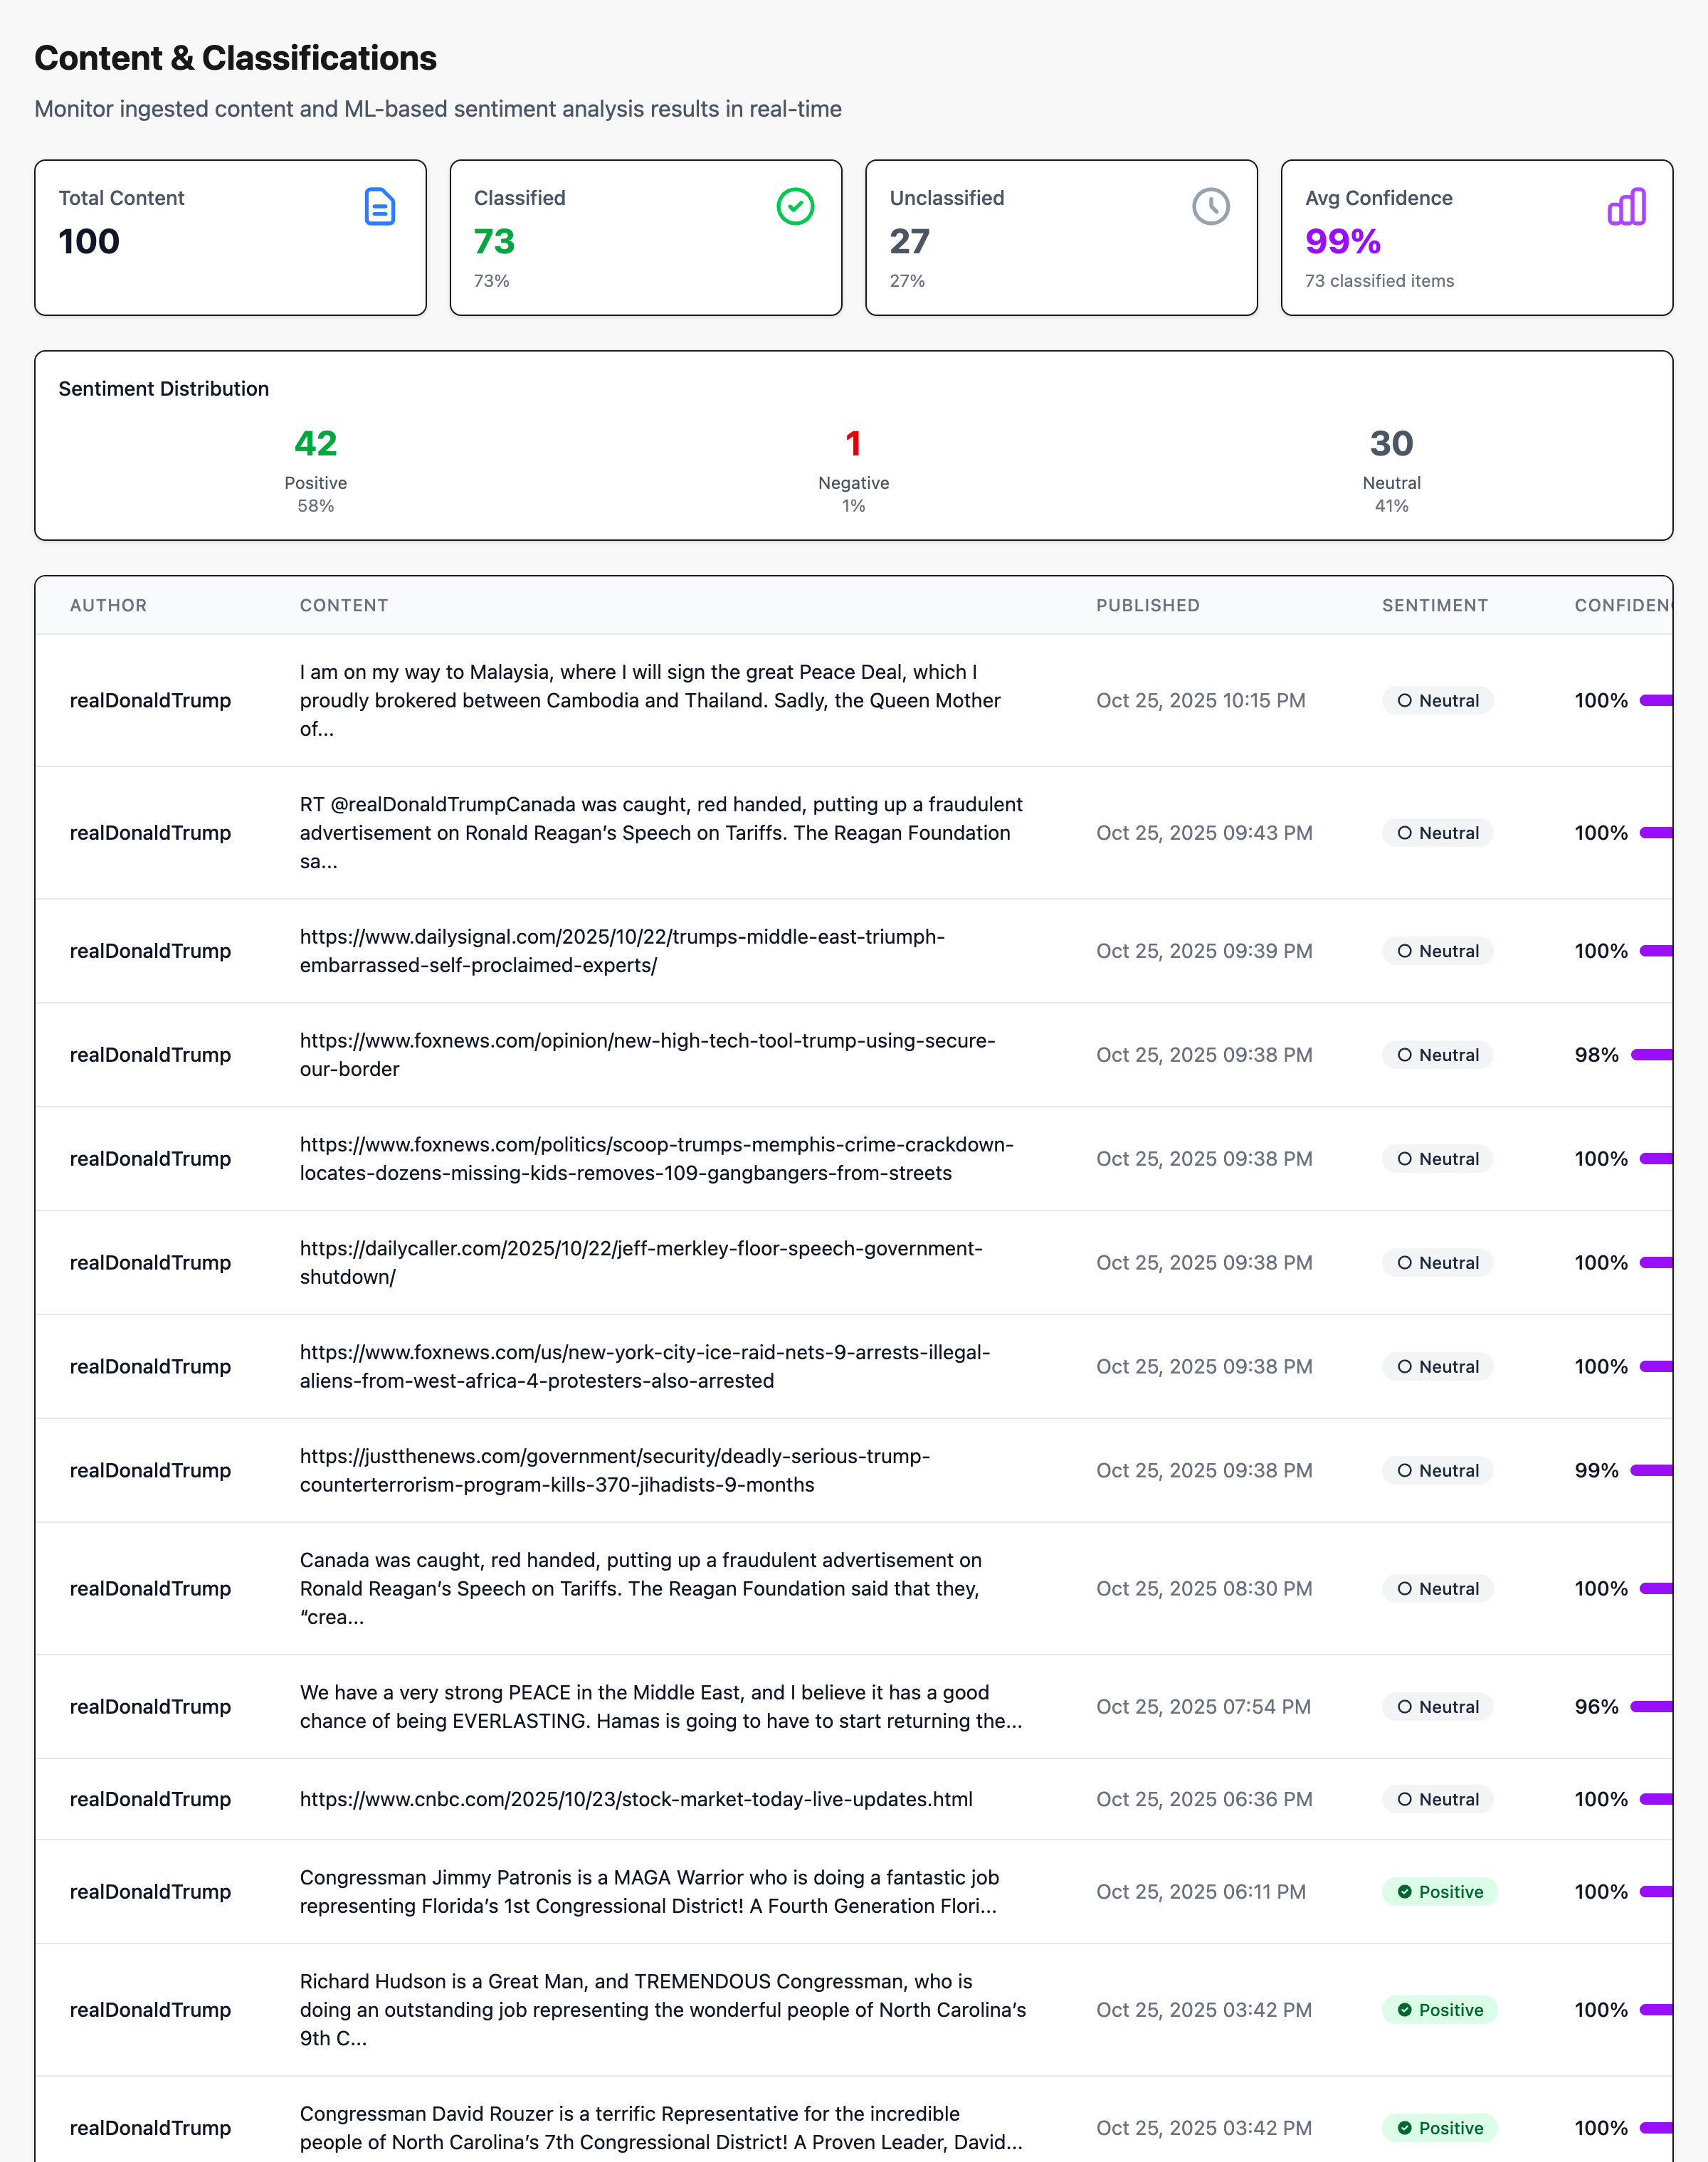 Content & Classifications
Monitor ingested content and ML-based sentiment analysis results in real-time
Total Content
100
Classified
73
73%
Unclassified
27
27%
Avg Confidence
99%
73 classified items
Sentiment Distribution
42
Positive
58%
1
Negative
1%
30
Neutral
41%
AUTHOR CONTENT PUBLISHED SENTIMENT CONFIDEN
realDonaldTrump
I am on my way to Malaysia, where I will sign the great Peace Deal, which I
proudly brokered between Cambodia and Thailand. Sadly, the Queen Mother
of...
Oct 25, 2025 10:15 PM Neutral 100%
realDonaldTrump
RT @realDonaldTrumpCanada was caught, red handed, putting up a fraudulent
advertisement on Ronald Reagan’s Speech on Tariffs. The Reagan Foundation
sa...
Oct 25, 2025 09:43 PM Neutral 100%
realDonaldTrump
https://www.dailysignal.com/2025/10/22/trumps-middle-east-triumph-
embarrassed-self-proclaimed-experts/
Oct 25, 2025 09:39 PM Neutral 100%
realDonaldTrump
https://www.foxnews.com/opinion/new-high-tech-tool-trump-using-secure-
our-border
Oct 25, 2025 09:38 PM Neutral 98%
realDonaldTrump
https://www.foxnews.com/politics/scoop-trumps-memphis-crime-crackdown-
locates-dozens-missing-kids-removes-109-gangbangers-from-streets
Oct 25, 2025 09:38 PM Neutral 100%
realDonaldTrump
https://dailycaller.com/2025/10/22/jeff-merkley-floor-speech-government-
shutdown/
Oct 25, 2025 09:38 PM Neutral 100%
realDonaldTrump
https://www.foxnews.com/us/new-york-city-ice-raid-nets-9-arrests-illegal-
aliens-from-west-africa-4-protesters-also-arrested
Oct 25, 2025 09:38 PM Neutral 100%
realDonaldTrump
https://justthenews.com/government/security/deadly-serious-trump-
counterterrorism-program-kills-370-jihadists-9-months
Oct 25, 2025 09:38 PM Neutral 99%
realDonaldTrump
Canada was caught, red handed, putting up a fraudulent advertisement on
Ronald Reagan’s Speech on Tariffs. The Reagan Foundation said that they,
“crea...
Oct 25, 2025 08:30 PM Neutral 100%
realDonaldTrump
We have a very strong PEACE in the Middle East, and I believe it has a good
chance of being EVERLASTING. Hamas is going to have to start returning the...
Oct 25, 2025 07:54 PM Neutral 96%
realDonaldTrump
https://www.cnbc.com/2025/10/23/stock-market-today-live-updates.html
Oct 25, 2025 06:36 PM Neutral 100%
realDonaldTrump
Congressman Jimmy Patronis is a MAGA Warrior who is doing a fantastic job
representing Florida’s 1st Congressional District! A Fourth Generation Flori...
Oct 25, 2025 06:11 PM Positive 100%
realDonaldTrump
Richard Hudson is a Great Man, and TREMENDOUS Congressman, who is
doing an outstanding job representing the wonderful people of North Carolina’s
9th C...
Oct 25, 2025 03:42 PM Positive 100%
realDonaldTrump
Congressman David Rouzer is a terrific Representative for the incredible
people of North Carolina’s 7th Congressional District! A Proven Leader, David...
Oct 25, 2025 03:42 PM Positive 100%